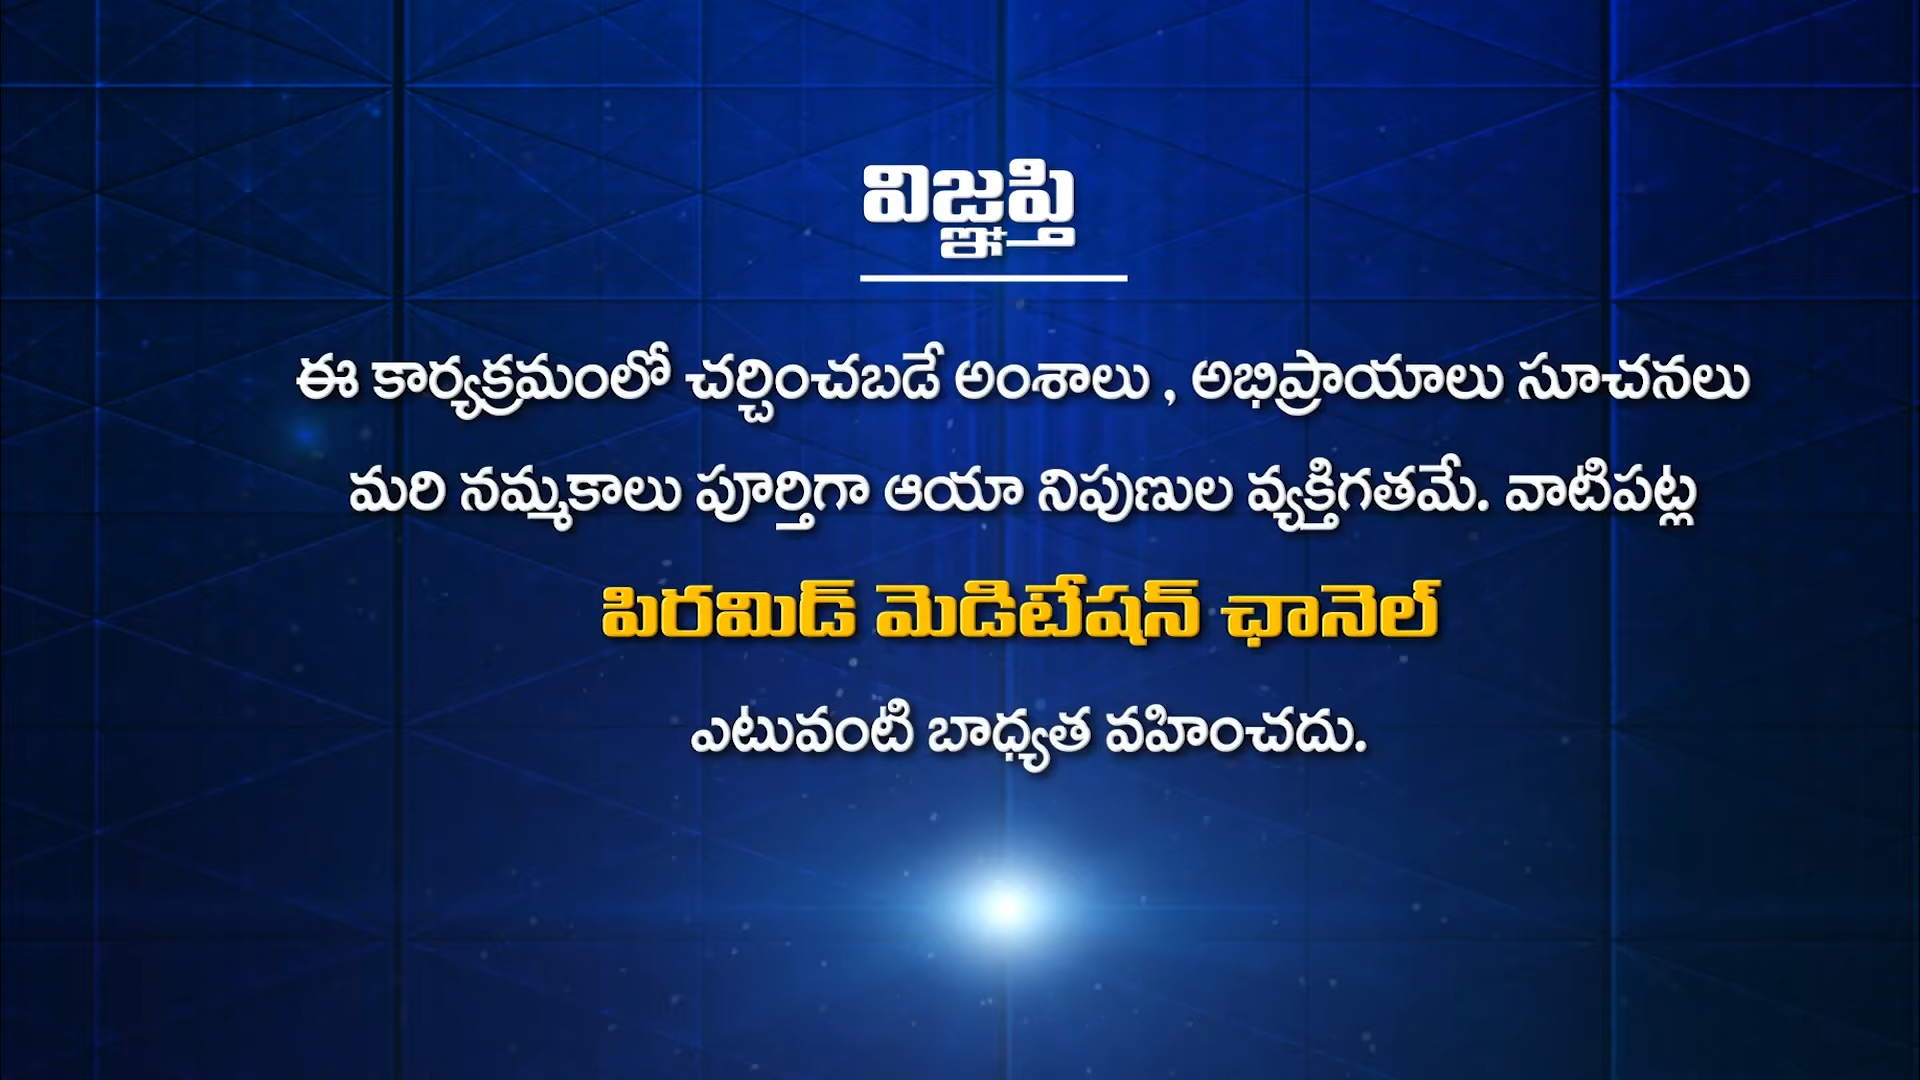 విజ్ఞప్తి
ఈ కార్యక్రమంలో చర్చించబడే అంశాలు , అభిప్రాయాలు సూచనలు
మరి నమ్మకాలు పూర్తిగా ఆయా నిపుణుల వ్యక్తిగతమే. వాటిపట్ల
పిరమిడ్ మెడిటేషన్ ఛానెల్
ఎటువంటి బాధ్యత వహించదు.